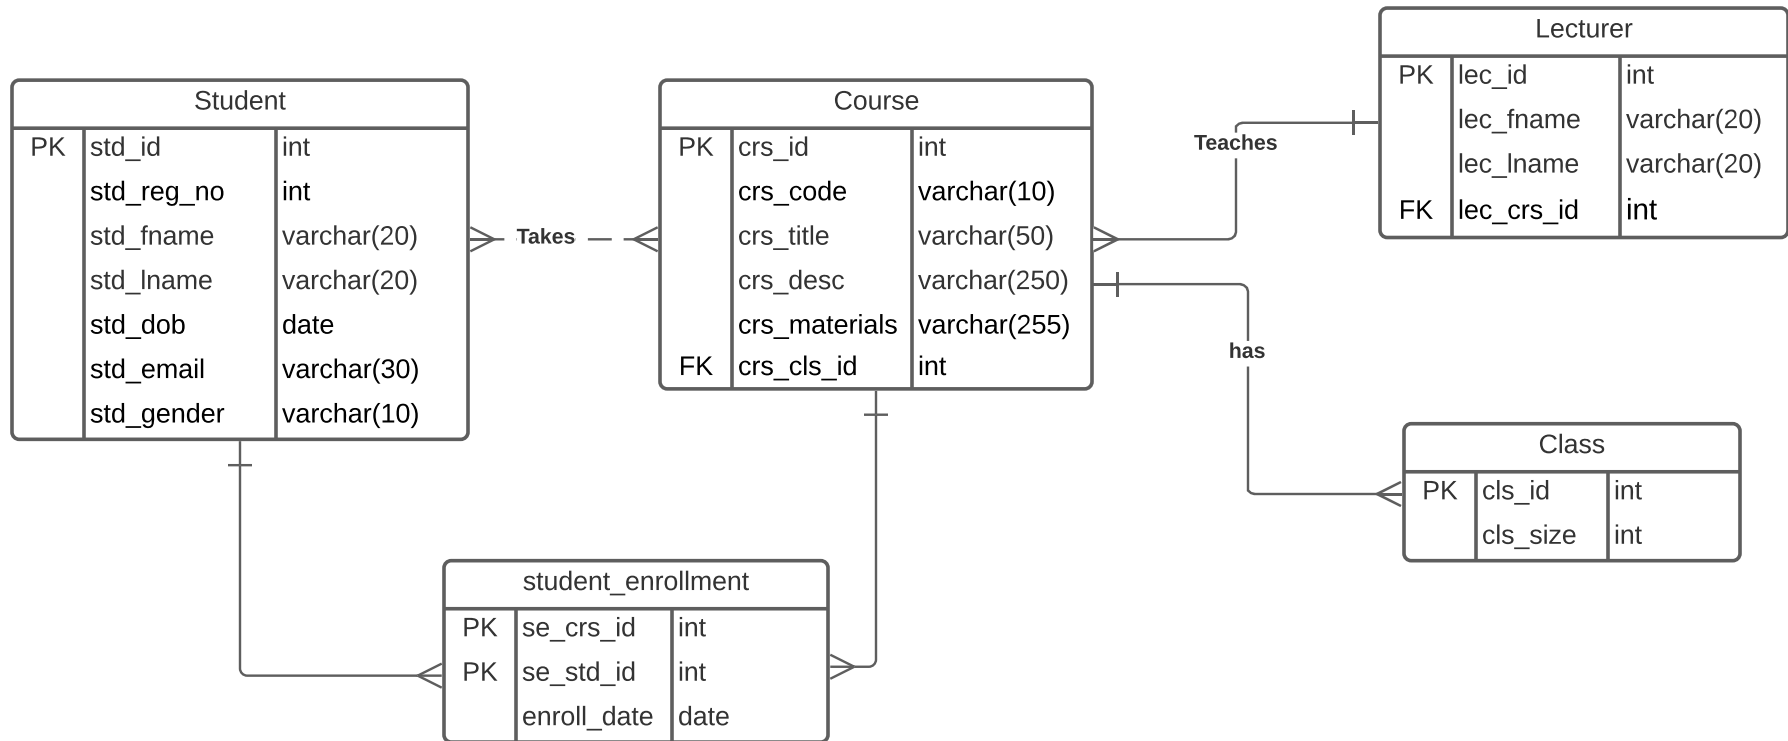 Student
PK std_id int
std_reg_no int
std_fname varchar(20)
std_lname varchar(20)
std_dob date
std_email varchar(30)
std_gender varchar(10)
Takes
Course
PK crs_id int
crs_code varchar(10)
crs_title varchar(50)
crs_desc varchar(250)
crs_materials varchar(255)
FK crs_cls_id int
Teaches
Lecturer
PK lec_id int
lec_fname varchar(20)
lec_lname varchar(20)
FK lec_crs_id int
has
Class
PK cls_id int
cls_size int
student_enrollment
PK se_crs_id int
PK se_std_id int
enroll_date date